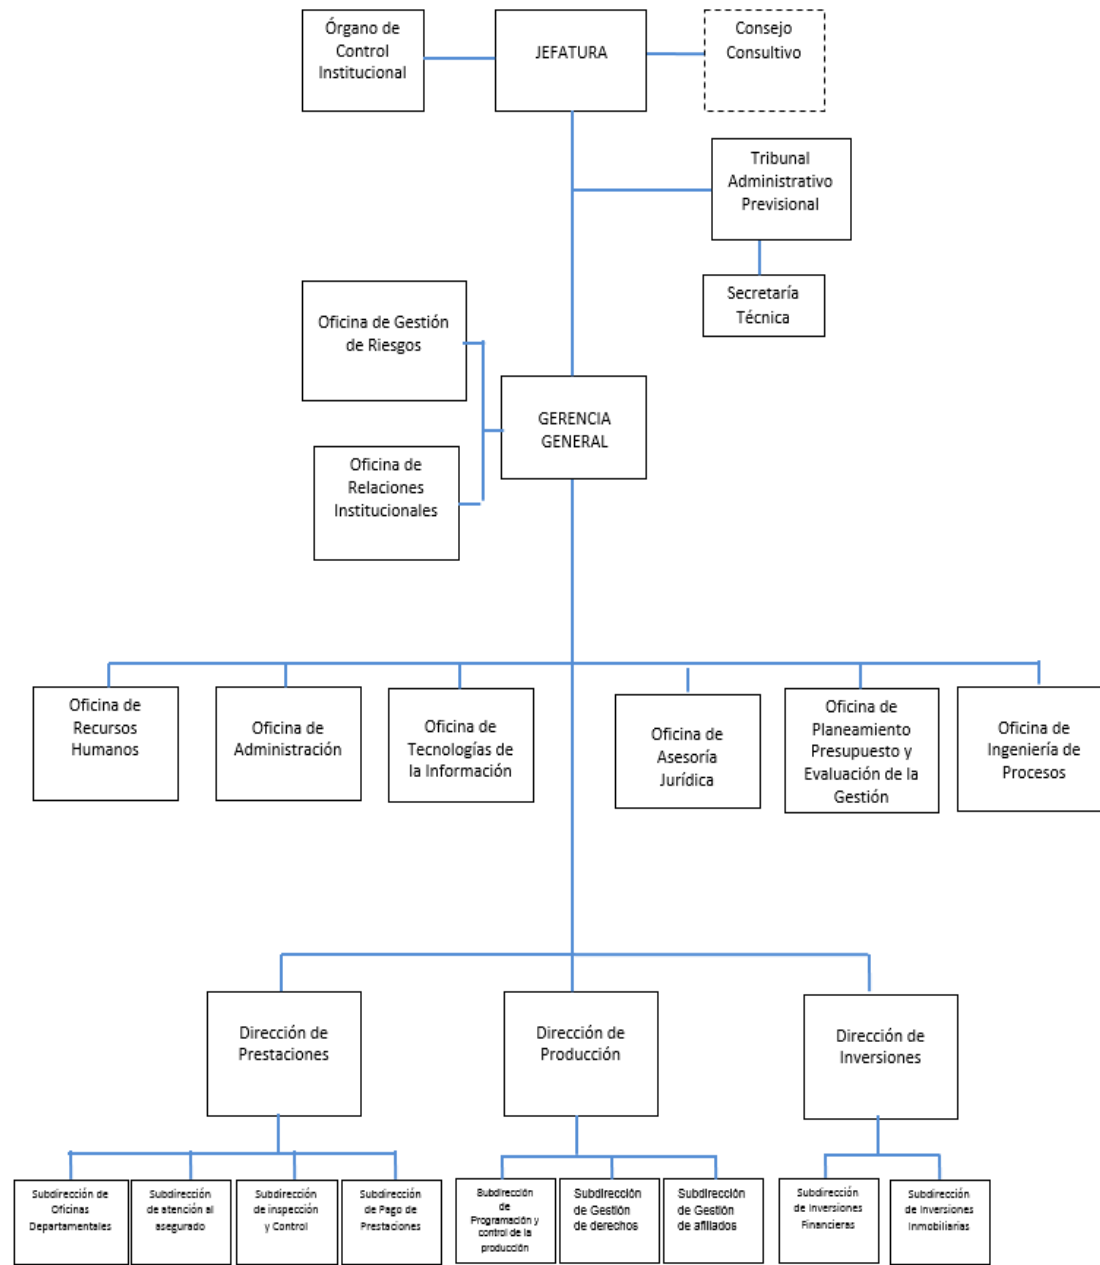 Órgano de
Control
Institucional
JEFATURA
Consejo
Consultivo
Tribunal
Administrativo
Previsional
Secretaría
Técnica
Oficina de Gestión
de Riesgos
GERENCIA
GENERAL
Oficina de
Relaciones
Institucionales
Oficina de
Recursos
Humanos
Oficina de
Administración
Oficina de
Tecnologías de
la Información
Oficina de
Asesoría
Jurídica
Oficina de
Planeamiento
Presupuesto y
Evaluación de la
Gestión
Oficina de
Ingeniería de
Procesos
Dirección de
Prestaciones
Dirección de
Producción
Dirección de
Inversiones
Subdirección de
Oficinas
Departamentales
Subdirección
de atención al
asegurado
Subdirección
de inspección
y Control
Subdirección
de Pago de
Prestaciones
Subdirección
de
Programación y
control de la
producción
Subdirección
de Gestión
de derechos
Subdirección
de Gestión
de afiliados
Subdirección
de Inversiones
Financieras
Subdirección
de Inversiones
Inmobiliarias